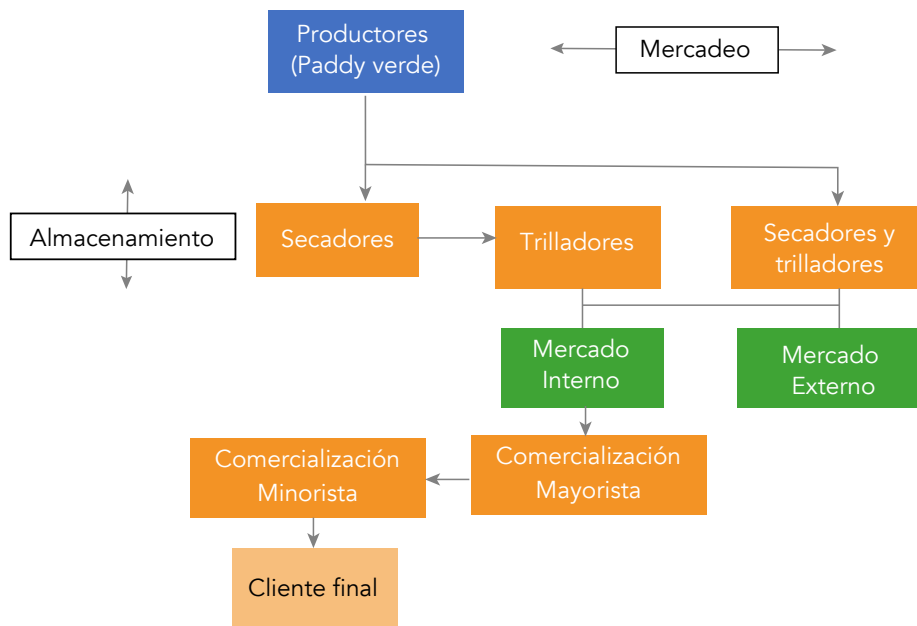 Productores
(Paddy verde)
Mercadeo
Almacenamiento
Secadores
Trilladores
Secadores y
trilladores
Mercado
Interno
Mercado
Externo
Comercialización
Minorista
Comercialización
Mayorista
Cliente final